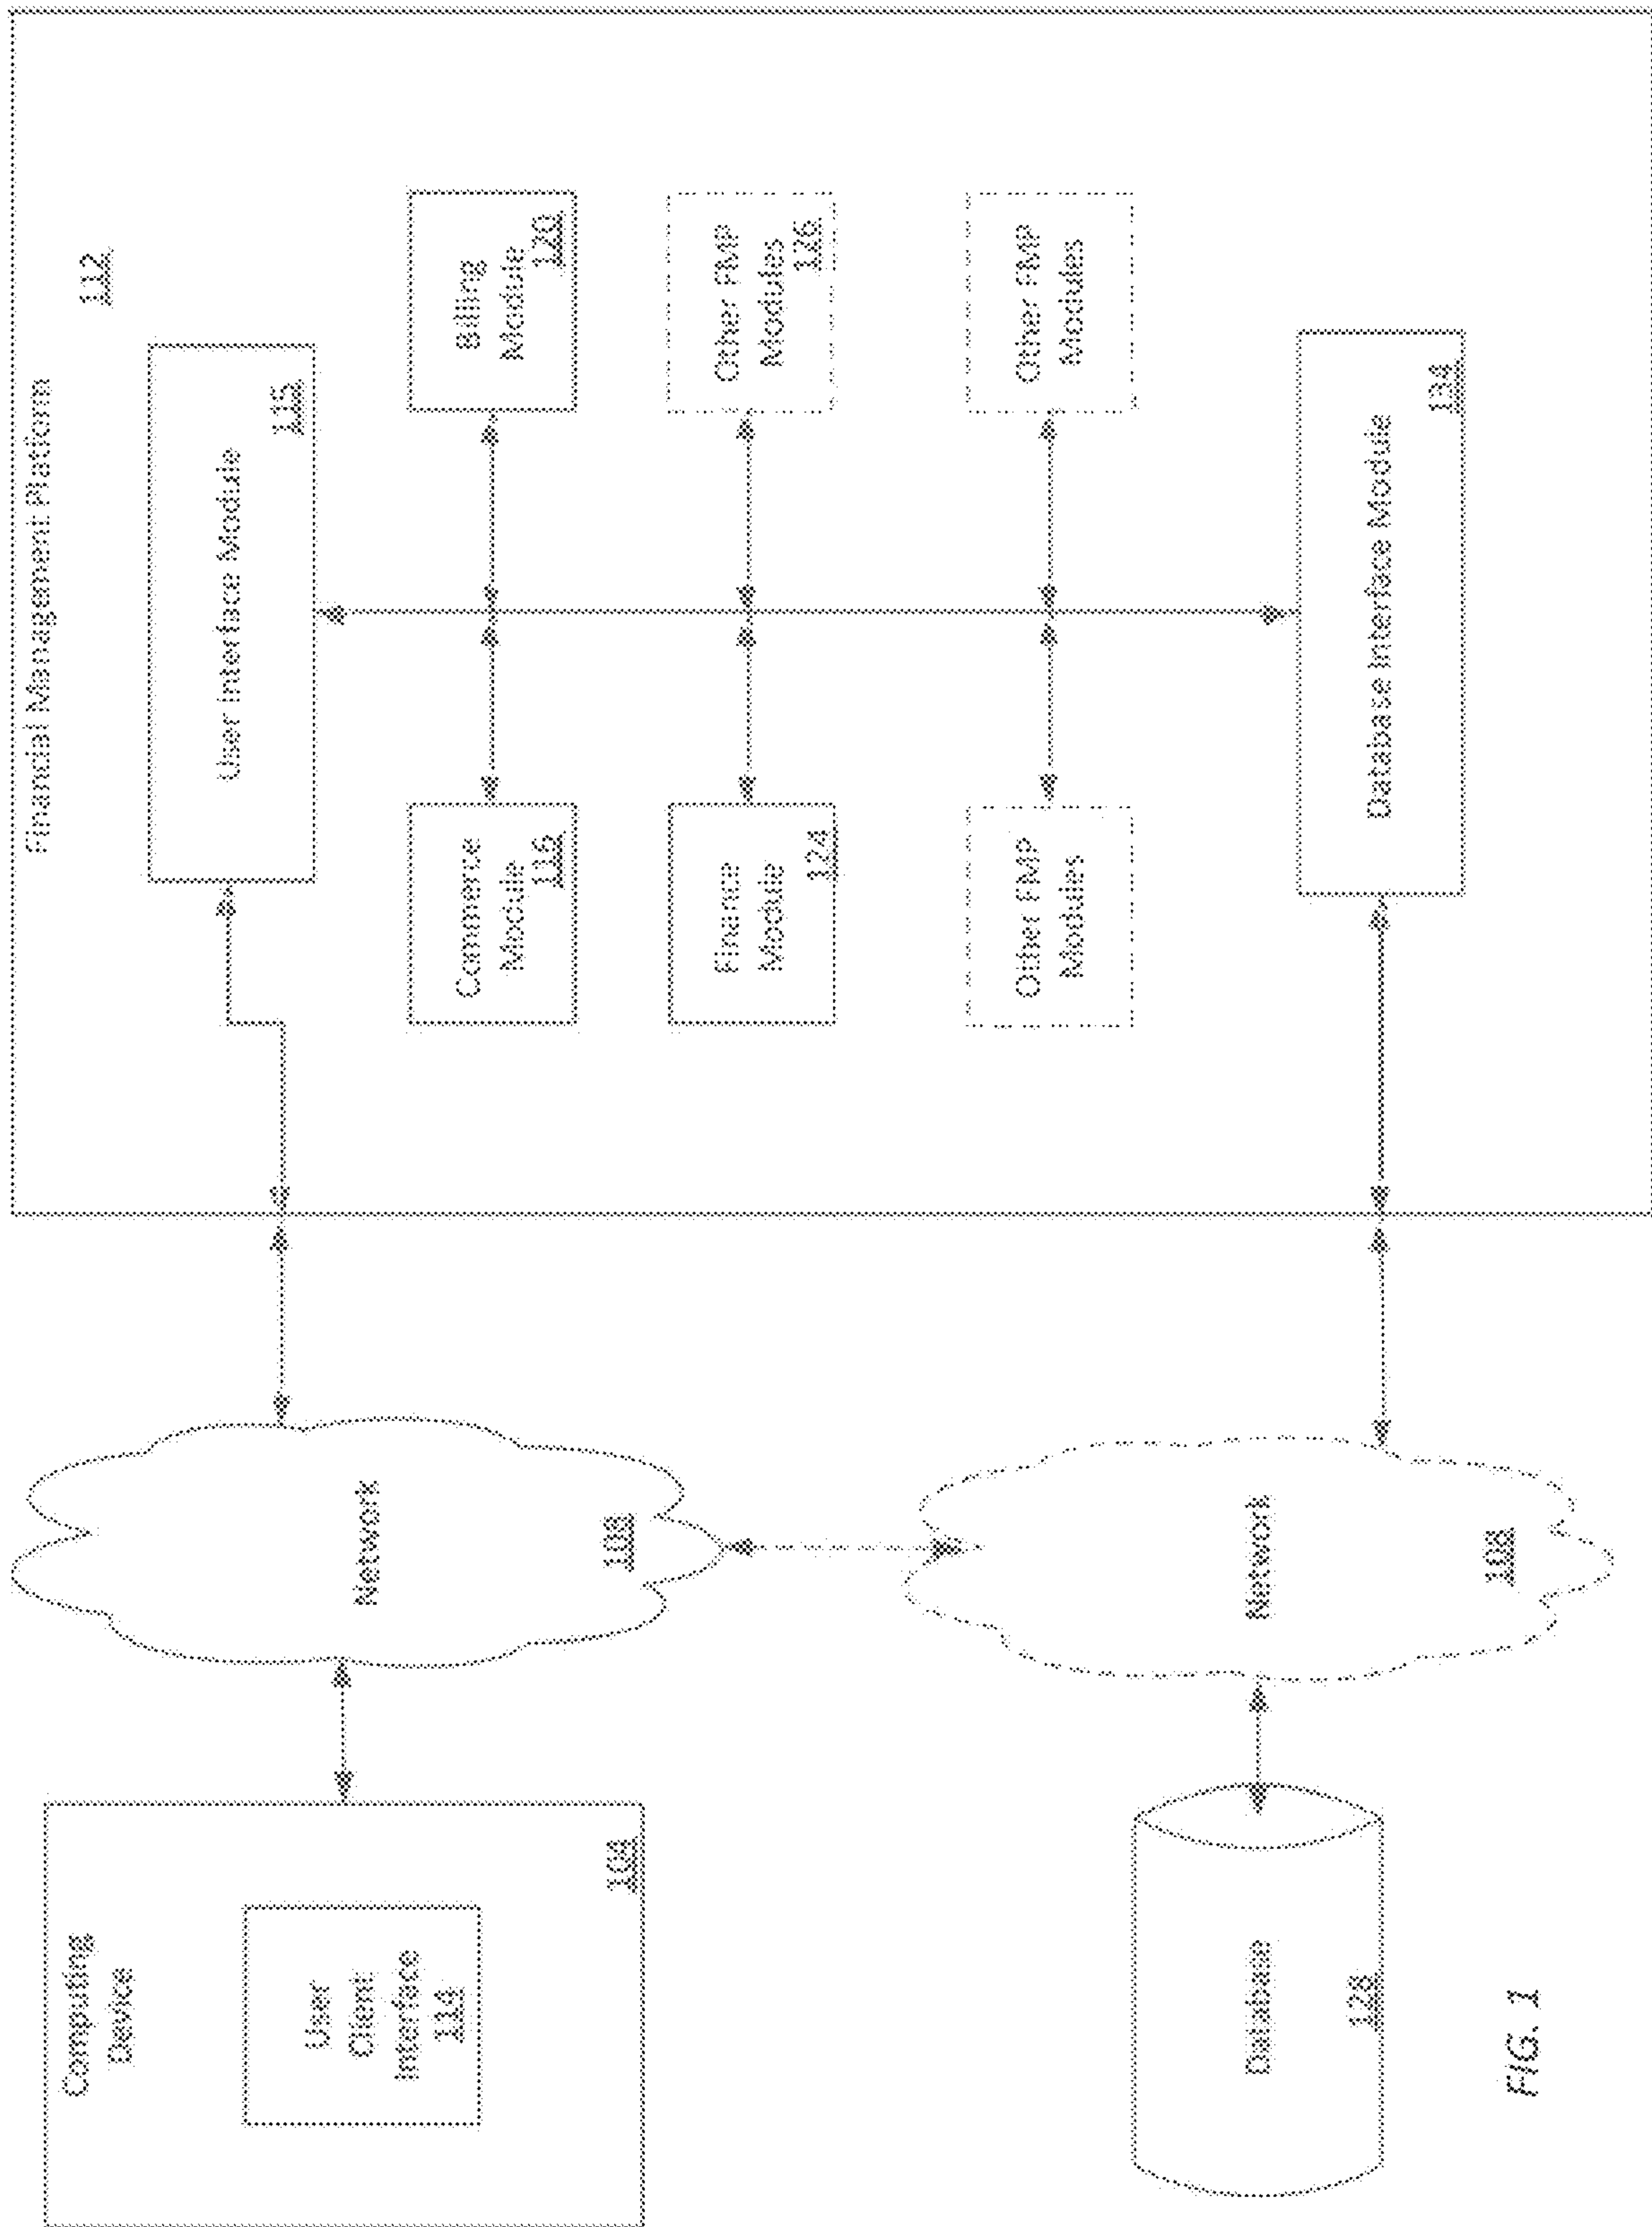 Computing
Device
User
Client
Interface
114
104
Network
108
Financial Management Platform
112
User Interface Module
115
Commerce
Module
116
Billing
Module
120
Finance
Module
124
Other FMP
Modules
126
Other FMP
Modules
Other FMP
Modules
Database Interface Module
134
Database
128
Network
108
FIG. 1